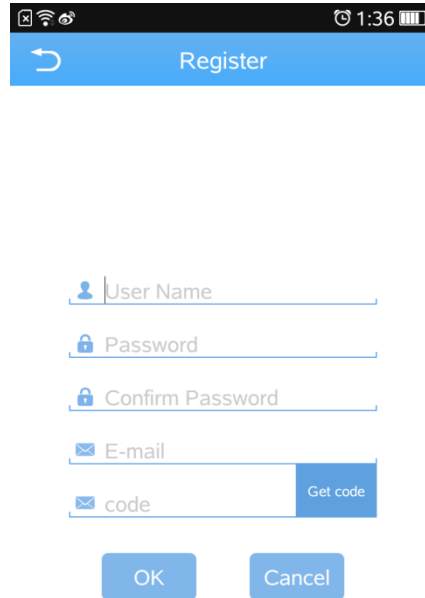 1:36
Register
User Name
Password
Confirm Password
E-mail
Get code
code
OK
Cancel